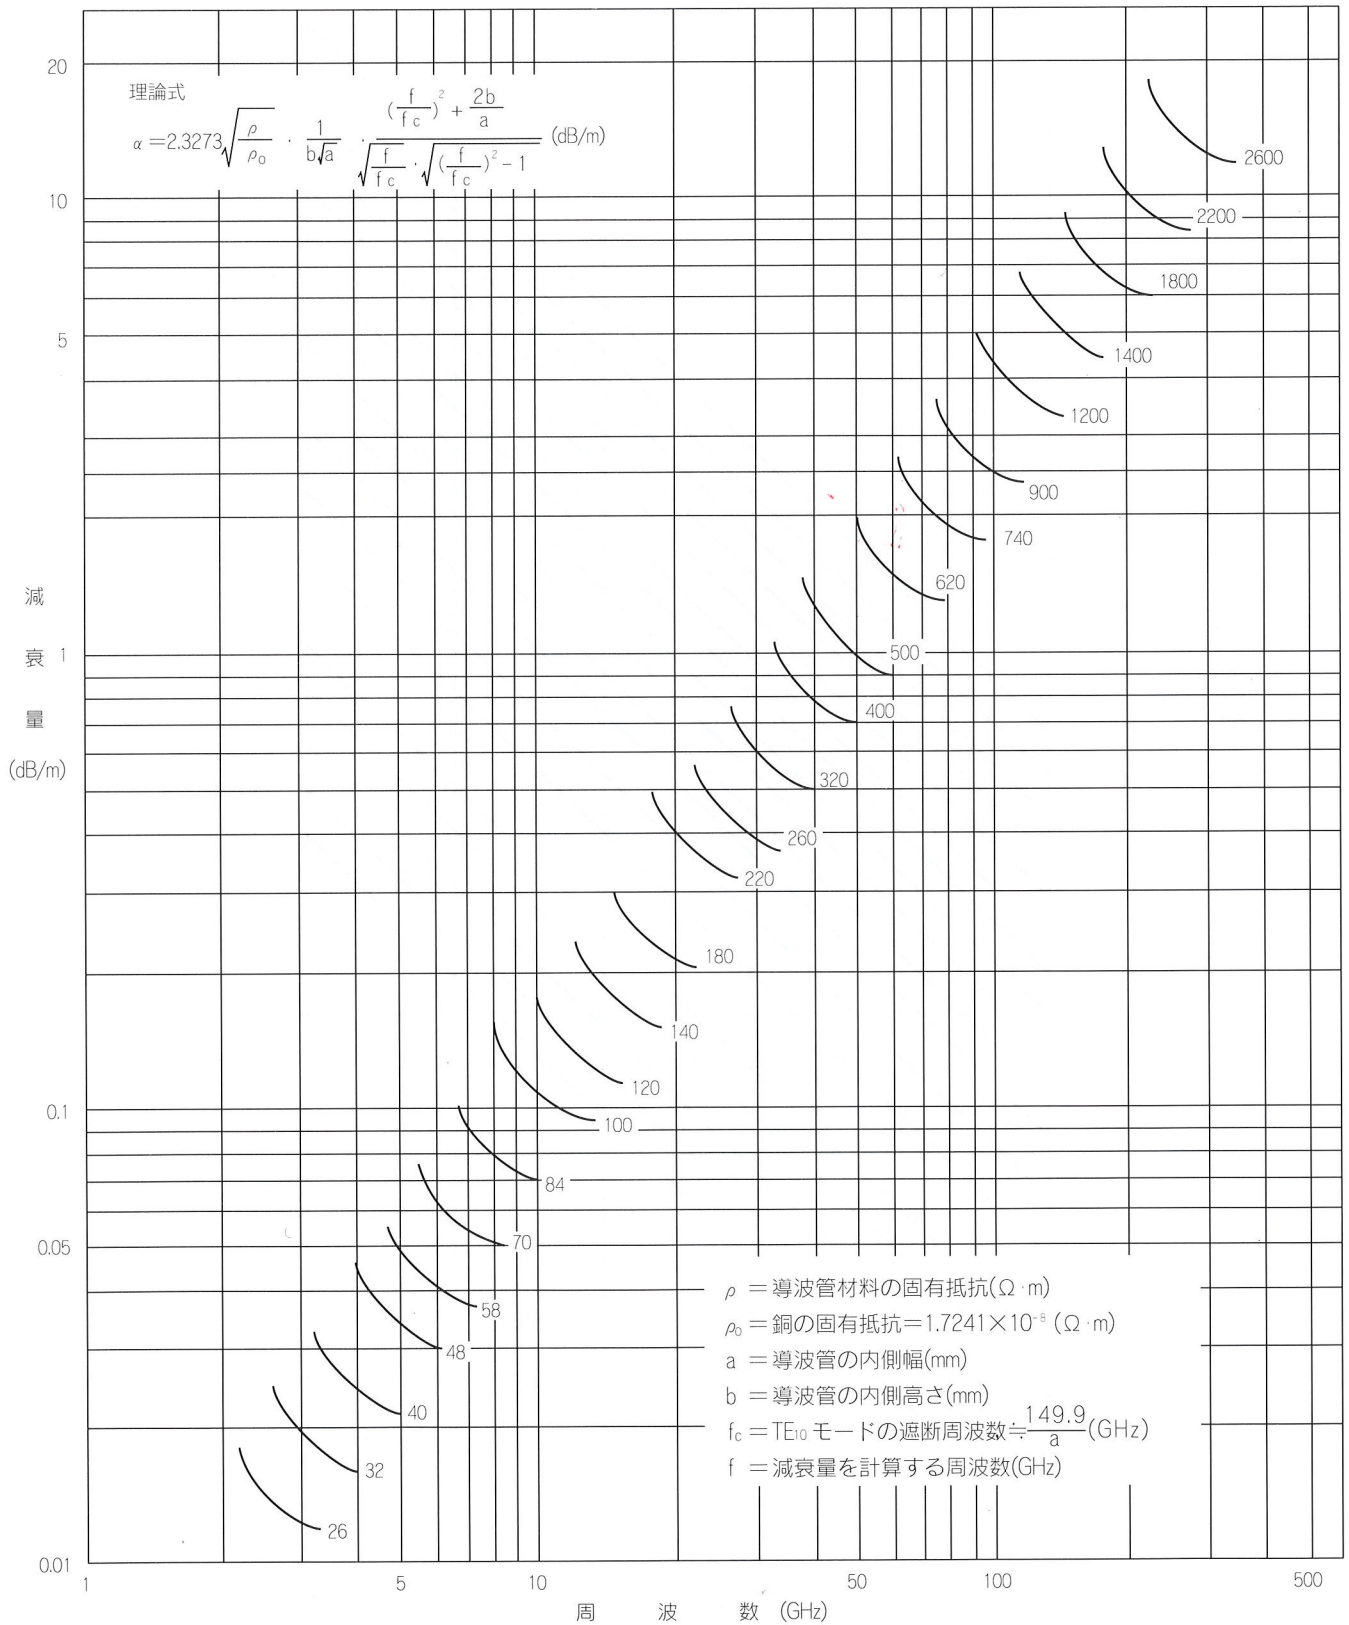 20
理論式
α=2.3273√(ρ/ρ₀) · 1/(b√a) · ((f/fc)² + 2b/a)/(√(f/fc) · √((f/fc)²-1)) (dB/m)
2600
10
2200
1800
5
1400
1200
900
740
620
減
衰
量
(dB/m)
1
500
400
320
260
220
180
140
120
0.1
100
84
0.05
70
58
48
40
32
26
ρ =導波管材料の固有抵抗(Ω·m)
ρ₀=銅の固有抵抗=1.7241×10⁻⁸ (Ω·m)
a =導波管の内側幅(mm)
b =導波管の内側高さ(mm)
fc=TE₁₀モードの遮断周波数≒149.9/a(GHz)
f =減衰量を計算する周波数(GHz)
0.01
1 5 10 50 100 500
周 波 数 (GHz)